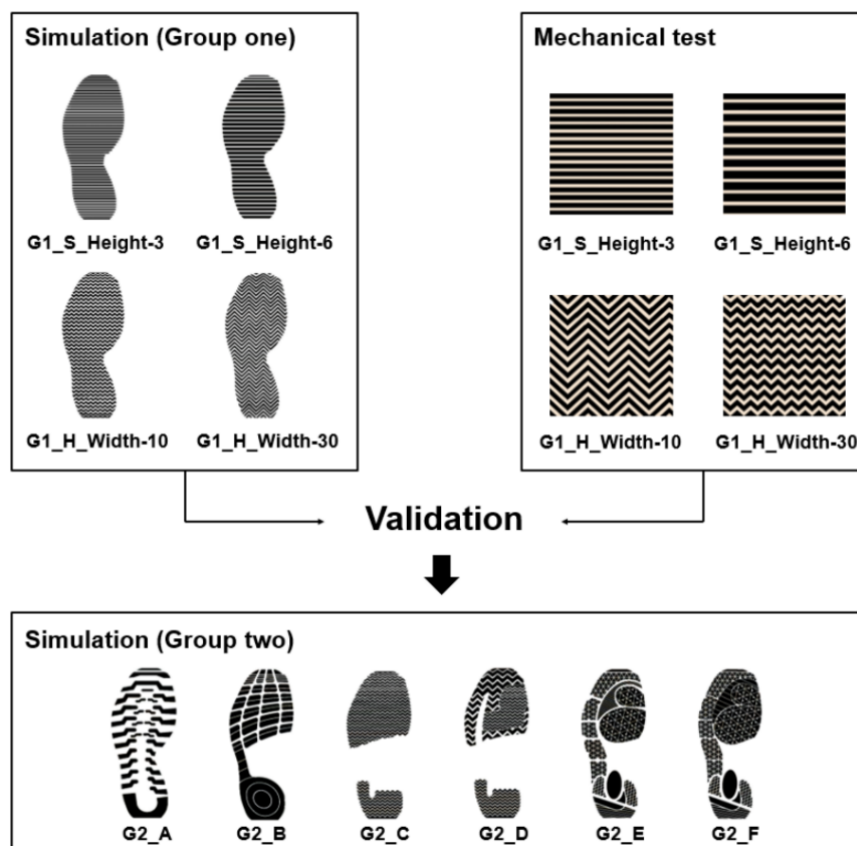 Simulation (Group one)
G1_S_Height-3 G1_S_Height-6
G1_H_Width-10 G1_H_Width-30
Mechanical test
G1_S_Height-3 G1_S_Height-6
G1_H_Width-10 G1_H_Width-30
Validation
Simulation (Group two)
G2_A G2_B G2_C G2_D G2_E G2_F